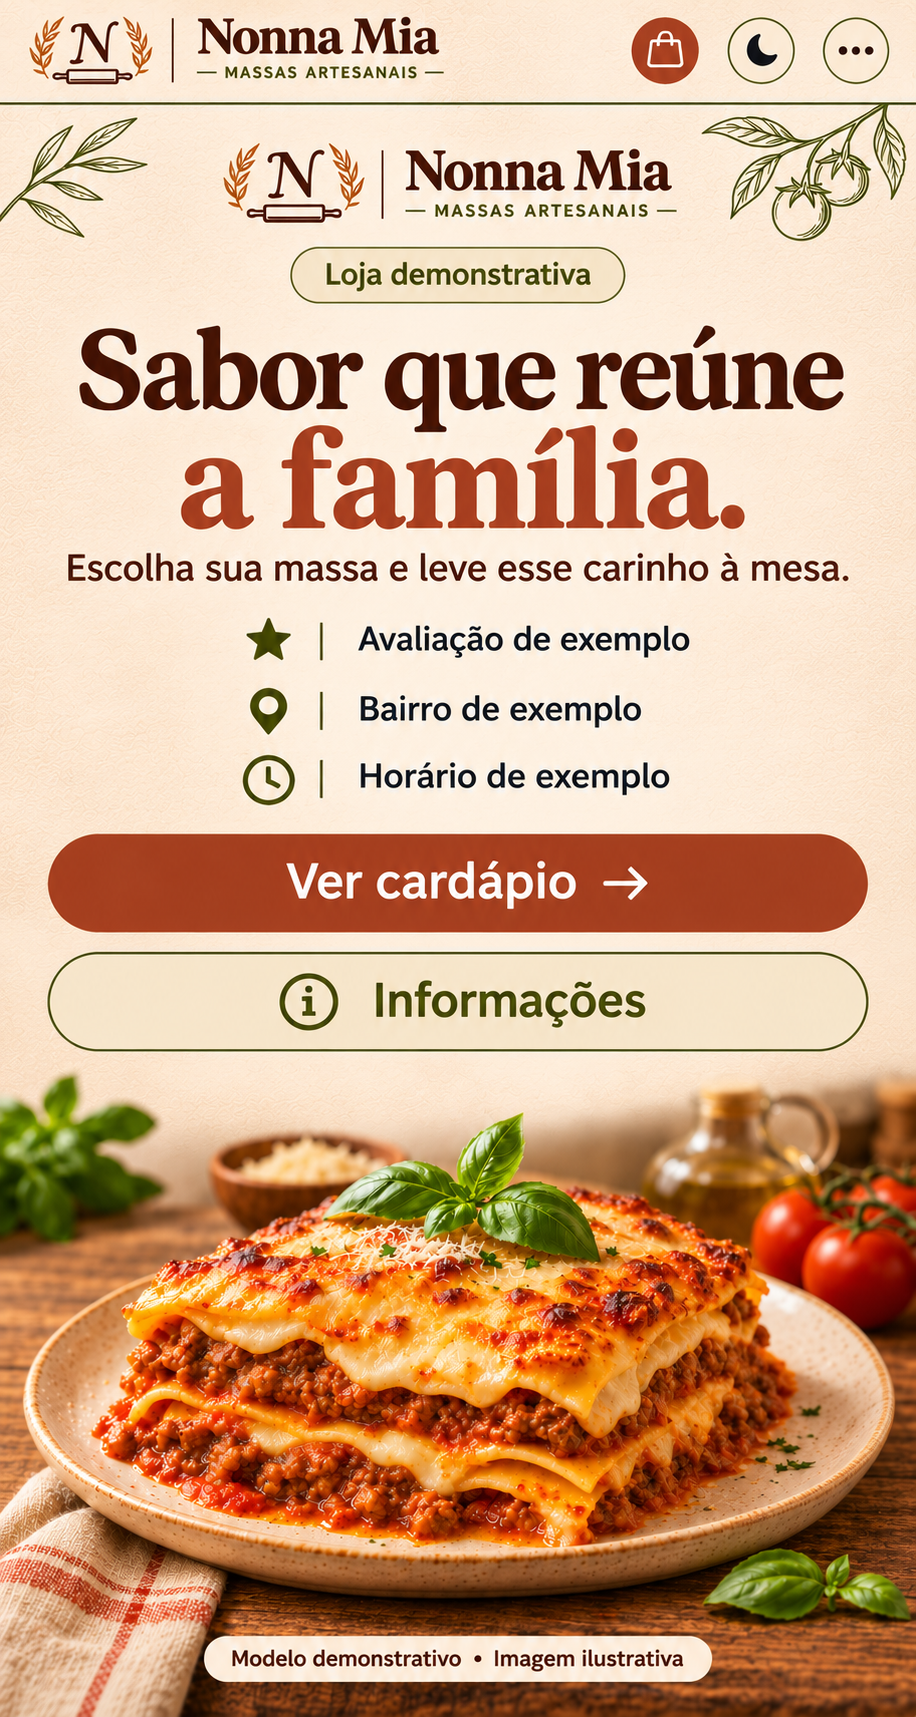 N
Nonna Mia
MASSAS ARTESANAIS
N
Nonna Mia
MASSAS ARTESANAIS
Loja demonstrativa
Sabor que reúne
a família.
Escolha sua massa e leve esse carinho à mesa.
Avaliação de exemplo
Bairro de exemplo
Horário de exemplo
Ver cardápio →
Informações
Modelo demonstrativo • Imagem ilustrativa